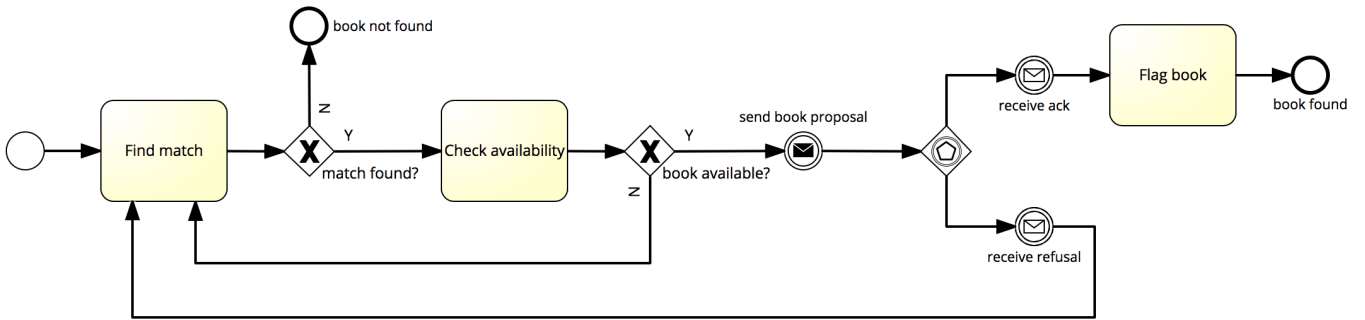 book not found
N
Find match
Y
match found?
Check availability
Y
book available?
N
send book proposal
receive ack
Flag book
book found
receive refusal